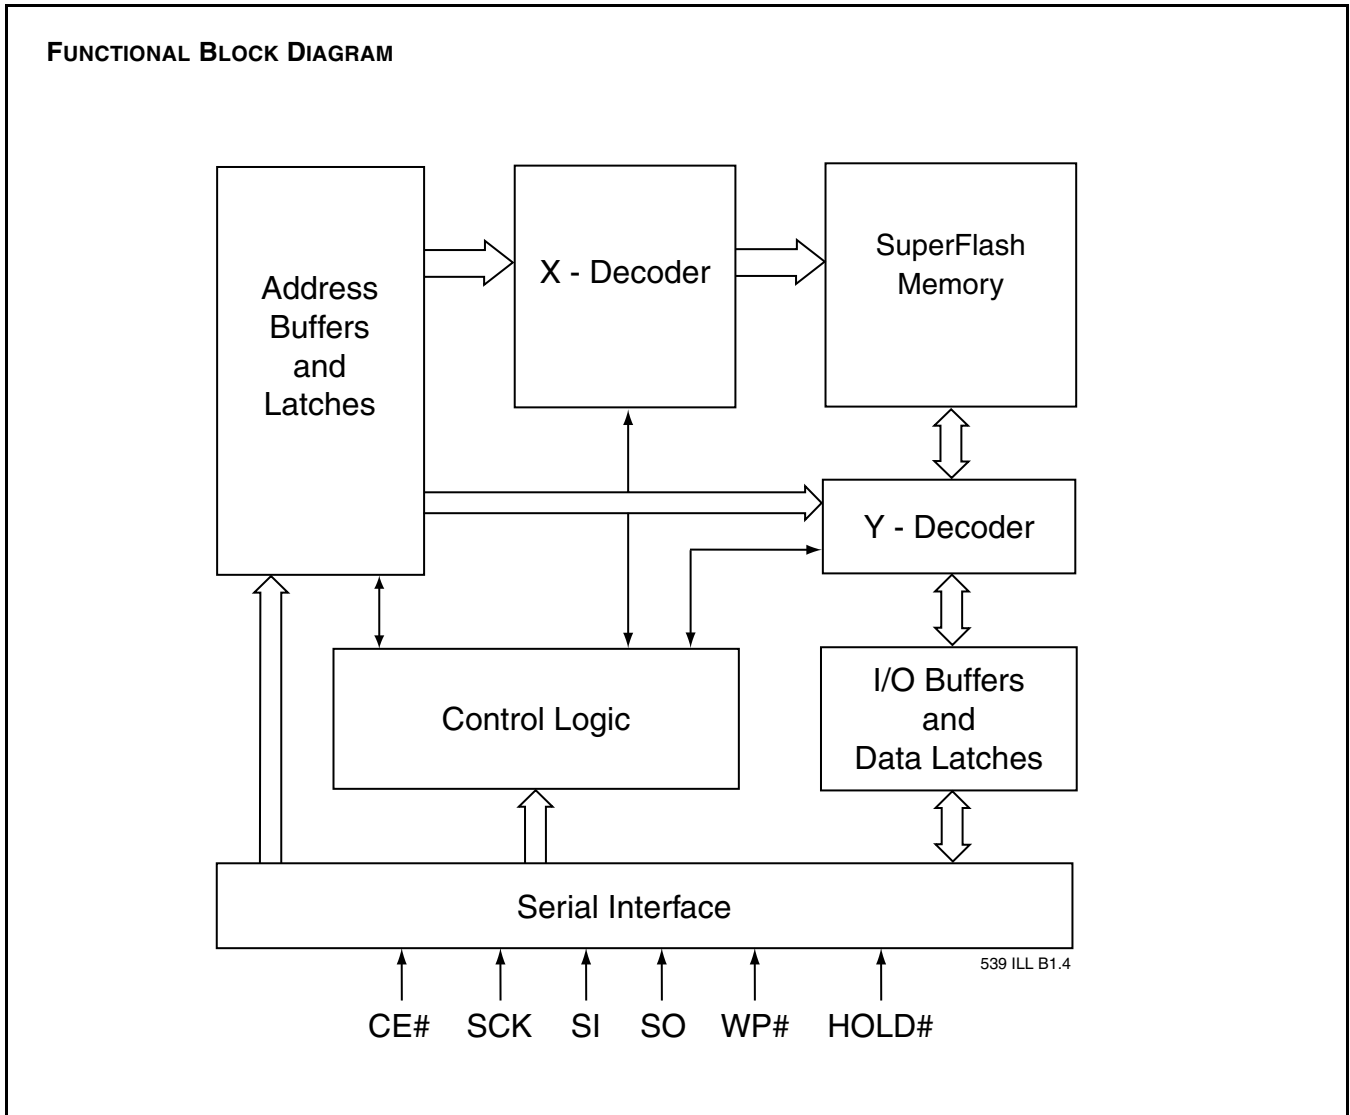 FUNCTIONAL BLOCK DIAGRAM
Address
Buffers
and
Latches
X - Decoder
SuperFlash
Memory
Y - Decoder
Control Logic
I/O Buffers
and
Data Latches
Serial Interface
539 ILL B1.4
CE# SCK SI SO WP# HOLD#